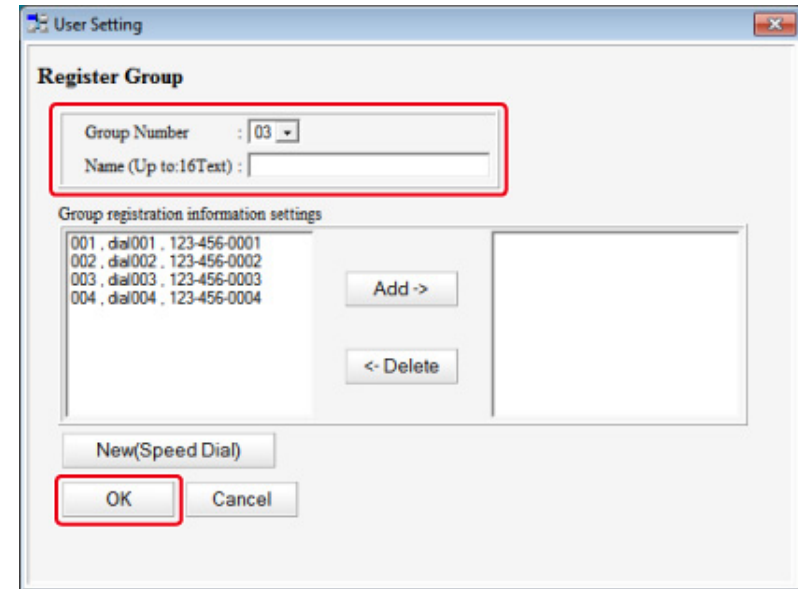 User Setting
Register Group
Group Number : 03
Name (Up to:16Text) :
Group registration information settings
001 , dial001 , 123-456-0001
002 , dial002 , 123-456-0002
003 , dial003 , 123-456-0003
004 , dial004 , 123-456-0004
Add ->
<- Delete
New(Speed Dial)
OK Cancel